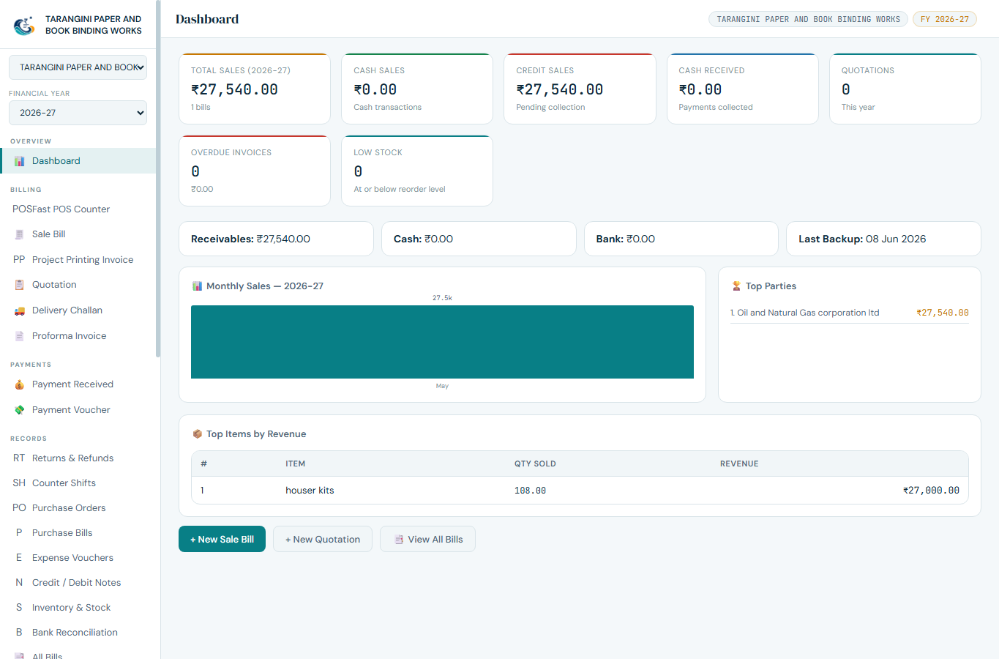 TARANGINI PAPER AND
BOOK BINDING WORKS
TARANGINI PAPER AND BOOK
FINANCIAL YEAR
2026-27
OVERVIEW
Dashboard
BILLING
POS Fast POS Counter
Sale Bill
PP Project Printing Invoice
Quotation
Delivery Challan
Proforma Invoice
PAYMENTS
Payment Received
Payment Voucher
RECORDS
RT Returns & Refunds
SH Counter Shifts
PO Purchase Orders
P Purchase Bills
E Expense Vouchers
N Credit / Debit Notes
S Inventory & Stock
B Bank Reconciliation
All Bills
Dashboard
TARANGINI PAPER AND BOOK BINDING WORKS
FY 2026-27
TOTAL SALES (2026-27)
₹27,540.00
1 bills
CASH SALES
₹0.00
Cash transactions
CREDIT SALES
₹27,540.00
Pending collection
CASH RECEIVED
₹0.00
Payments collected
QUOTATIONS
0
This year
OVERDUE INVOICES
0
₹0.00
LOW STOCK
0
At or below reorder level
Receivables: ₹27,540.00
Cash: ₹0.00
Bank: ₹0.00
Last Backup: 08 Jun 2026
Monthly Sales — 2026-27
27.5k
May
Top Parties
1. Oil and Natural Gas corporation ltd ₹27,540.00
Top Items by Revenue
# ITEM QTY SOLD REVENUE
1 houser kits 108.00 ₹27,000.00
+ New Sale Bill
+ New Quotation
View All Bills